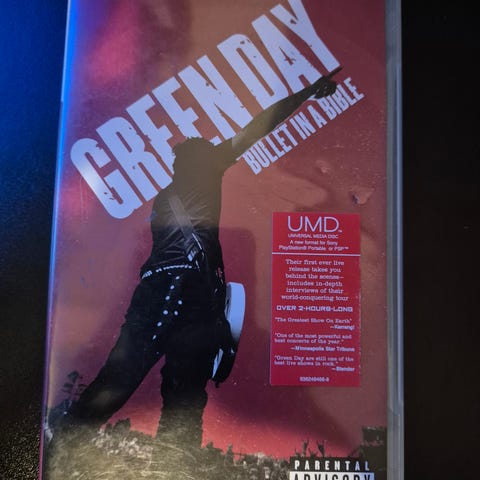 GREEN DAY
BULLET IN A BIBLE
UMD™
UNIVERSAL MEDIA DISC
A new format for Sony
PlayStation® Portable or PSP™
Their first ever live
release takes you
behind the scenes—
includes in-depth
interviews of their
world-conquering tour
OVER 2-HOURS-LONG
"The Greatest Show On Earth"
—Kerrang!
"One of the most powerful and
best concerts of the year."
—Minneapolis Star Tribune
"Green Day are still one of the
best live shows in rock."
—Blender
PARENTAL
ADVISORY